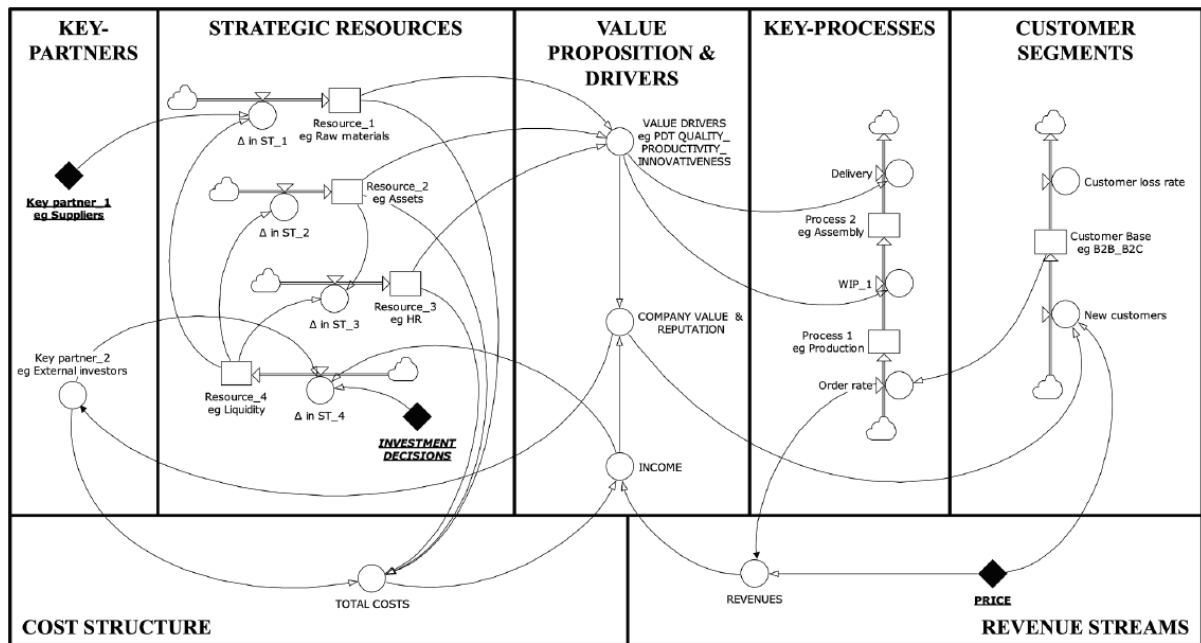 KEY-
PARTNERS
STRATEGIC RESOURCES
VALUE
PROPOSITION &
DRIVERS
KEY-PROCESSES
CUSTOMER
SEGMENTS
Resource_1
eg Raw materials
Δ in ST_1
Key partner_1
eg Suppliers
Resource_2
eg Assets
Δ in ST_2
Resource_3
eg HR
Δ in ST_3
Key partner_2
eg External investors
Resource_4
eg Liquidity
Δ in ST_4
INVESTMENT
DECISIONS
VALUE DRIVERS
eg PDT QUALITY_
PRODUCTIVITY_
INNOVATIVENESS
COMPANY VALUE &
REPUTATION
INCOME
Delivery
Process 2
eg Assembly
WIP_1
Process 1
eg Production
Order rate
Customer loss rate
Customer Base
eg B2B_B2C
New customers
TOTAL COSTS
COST STRUCTURE
REVENUES
PRICE
REVENUE STREAMS